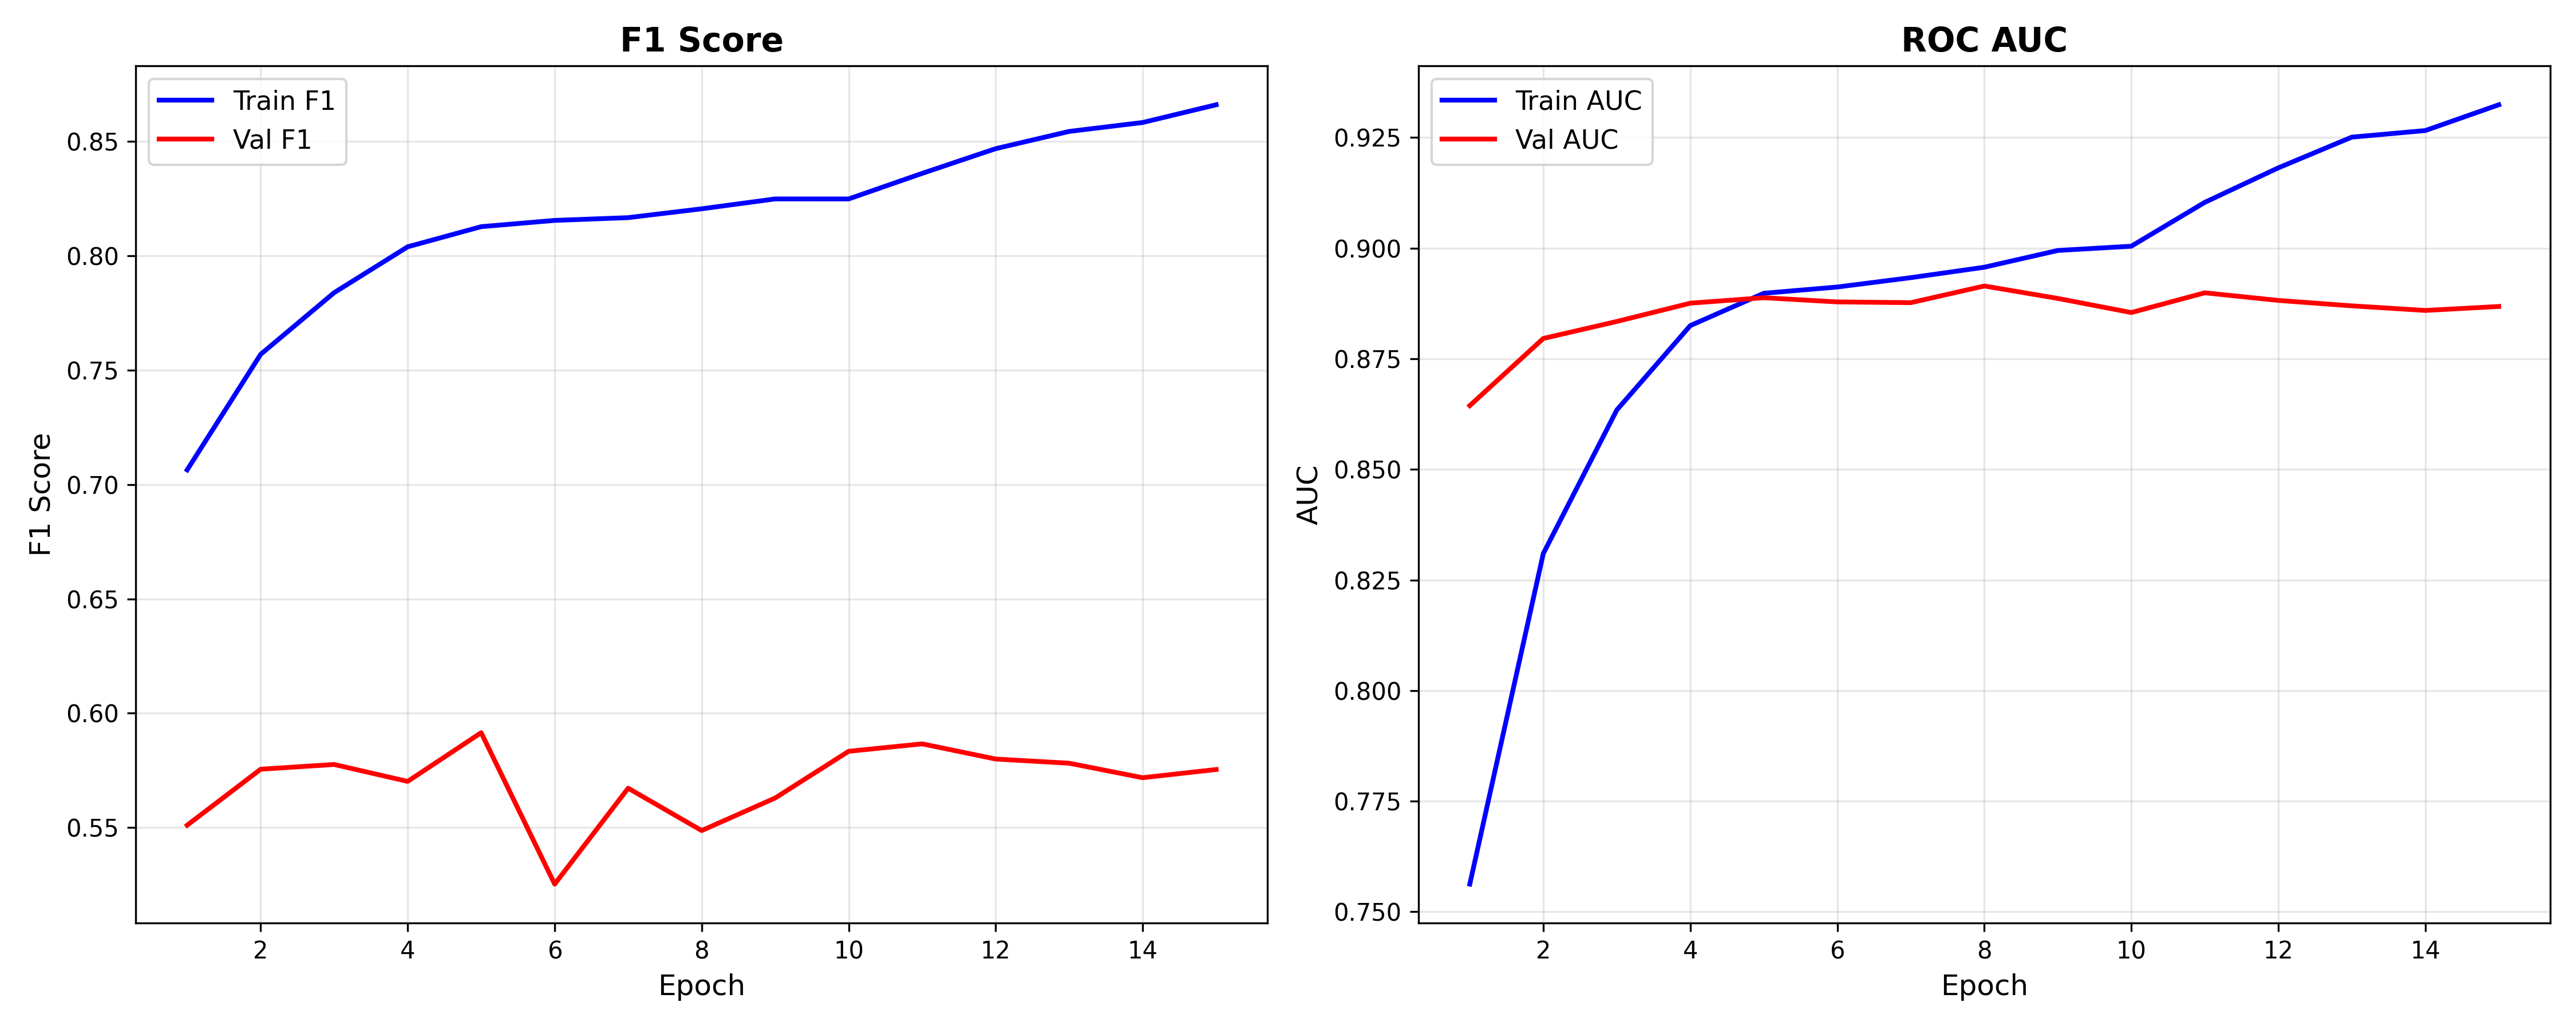 F1 Score
Train F1
Val F1
0.85
0.80
0.75
0.70
0.65
0.60
0.55
F1 Score
2 4 6 8 10 12 14
Epoch
ROC AUC
Train AUC
Val AUC
0.925
0.900
0.875
0.850
0.825
0.800
0.775
0.750
AUC
2 4 6 8 10 12 14
Epoch